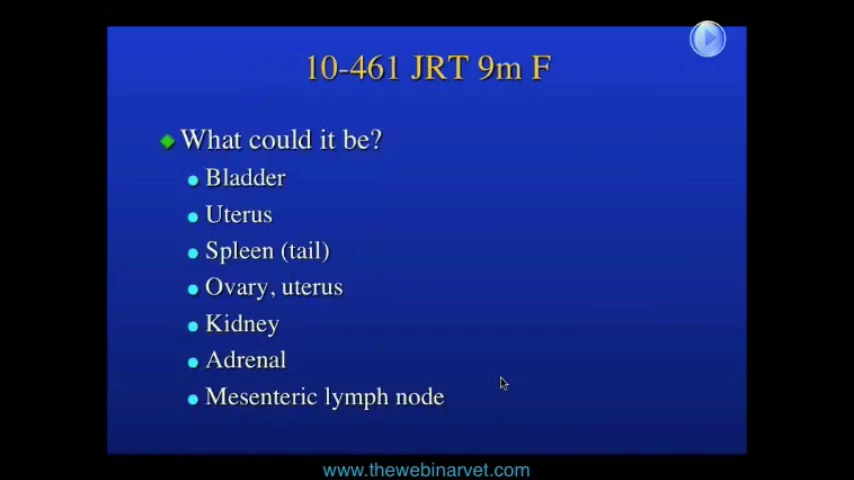 10-461 JRT 9m F
What could it be?
Bladder
Uterus
Spleen (tail)
Ovary, uterus
Kidney
Adrenal
Mesenteric lymph node
www.thewebinarvet.com